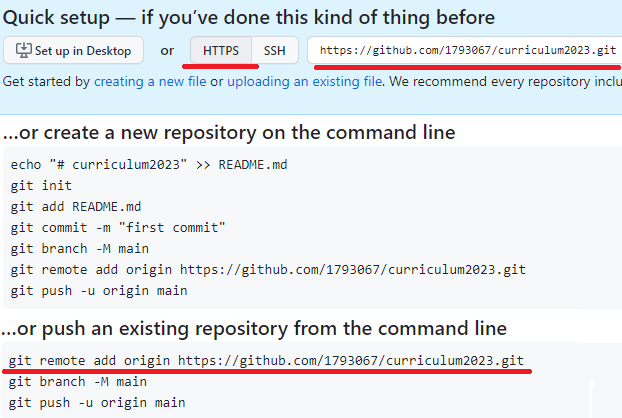 Quick setup — if you’ve done this kind of thing before
Set up in Desktop or HTTPS SSH https://github.com/1793067/curriculum2023.git
Get started by creating a new file or uploading an existing file. We recommend every repository inclu
…or create a new repository on the command line
echo "# curriculum2023" >> README.md
git init
git add README.md
git commit -m "first commit"
git branch -M main
git remote add origin https://github.com/1793067/curriculum2023.git
git push -u origin main
…or push an existing repository from the command line
git remote add origin https://github.com/1793067/curriculum2023.git
git branch -M main
git push -u origin main